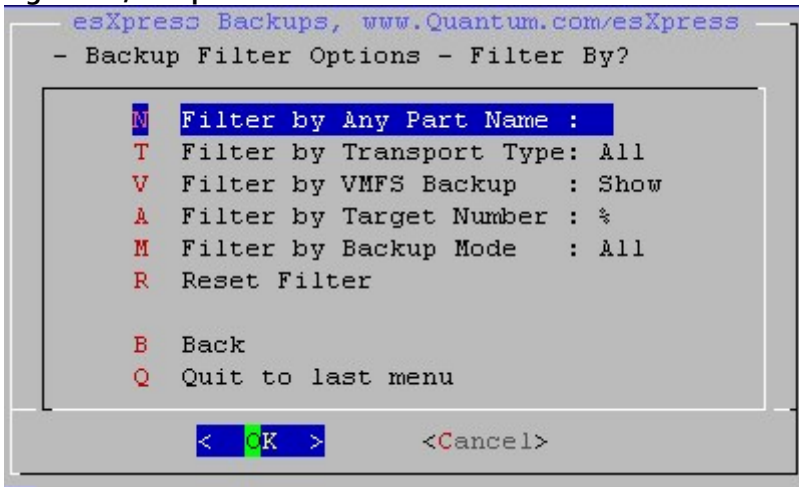 esXpress Backups, www.Quantum.com/esXpress
- Backup Filter Options - Filter By?
N Filter by Any Part Name :
T Filter by Transport Type: All
V Filter by VMFS Backup : Show
A Filter by Target Number : %
M Filter by Backup Mode : All
R Reset Filter
B Back
Q Quit to last menu
< OK > <Cancel>